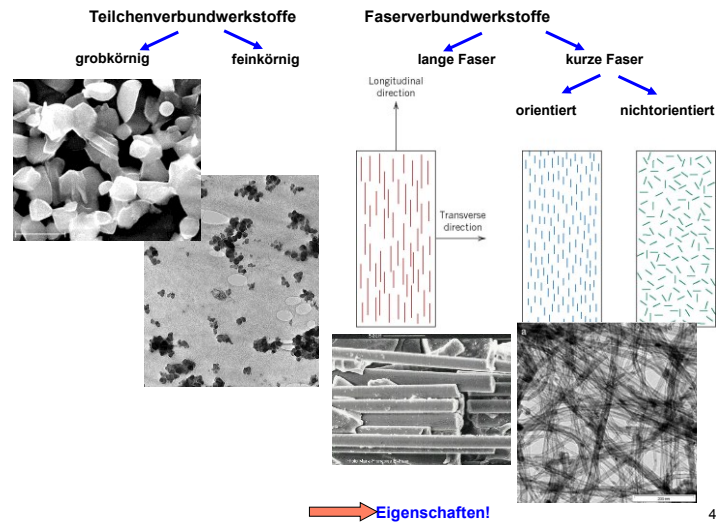 Teilchenverbundwerkstoffe
grobkörnig
feinkörnig
Faserverbundwerkstoffe
lange Faser
kurze Faser
Longitudinal
direction
orientiert
nichtorientiert
Transverse
direction
Eigenschaften!
4